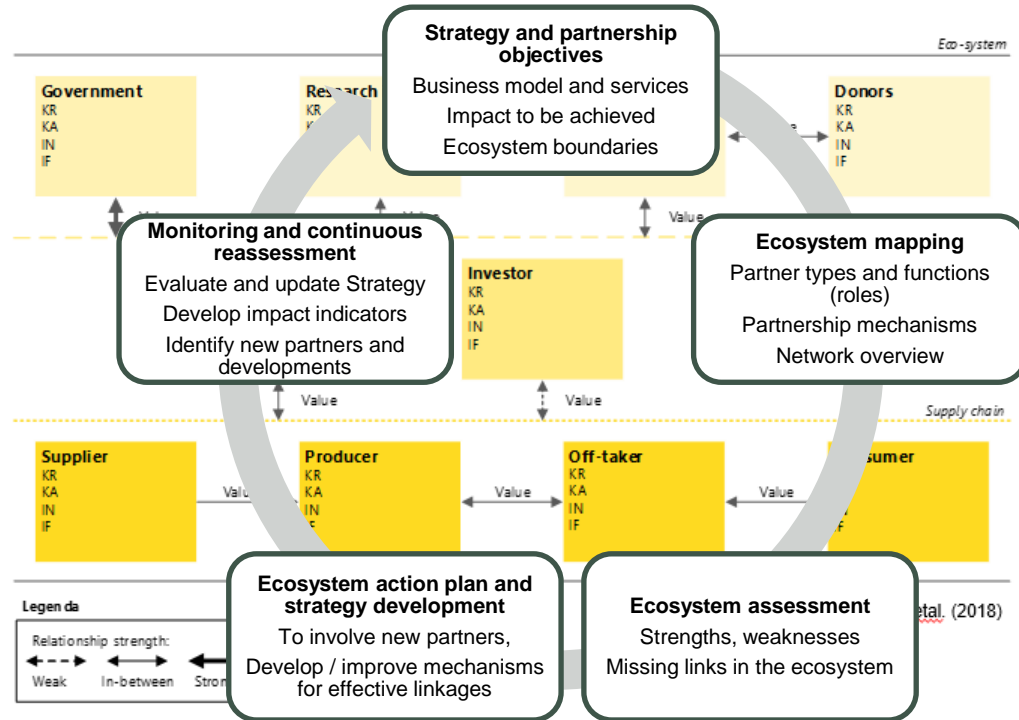 Strategy and partnership
objectives
Business model and services
Impact to be achieved
Ecosystem boundaries
Eco-system
Government
KR
KA
IN
IF
Research
KR
Donors
KR
KA
IN
IF
Value
Value
Monitoring and continuous
reassessment
Evaluate and update Strategy
Develop impact indicators
Identify new partners and
developments
Investor
KR
KA
IN
IF
Ecosystem mapping
Partner types and functions
(roles)
Partnership mechanisms
Network overview
Value
Value
Supply chain
Supplier
KR
KA
IN
IF
Value
Producer
KR
KA
IN
Value
Off-taker
KR
KA
IN
IF
Value
Ecosystem action plan and
strategy development
To involve new partners,
Develop / improve mechanisms
for effective linkages
Ecosystem assessment
Strengths, weaknesses
Missing links in the ecosystem
etal. (2018)
Legenda
Relationship strength:
Weak
In-between